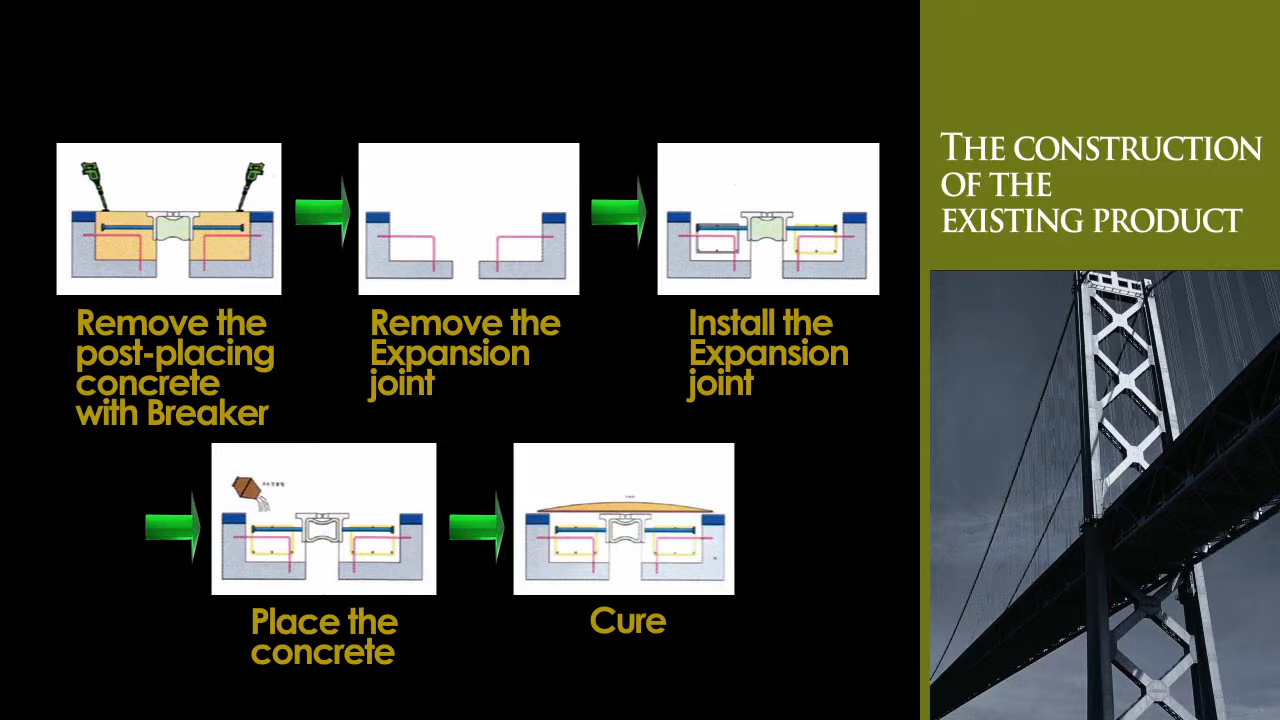 THE CONSTRUCTION
OF THE
EXISTING PRODUCT
Remove the
post-placing
concrete
with Breaker
Remove the
Expansion
joint
Install the
Expansion
joint
Place the
concrete
Cure